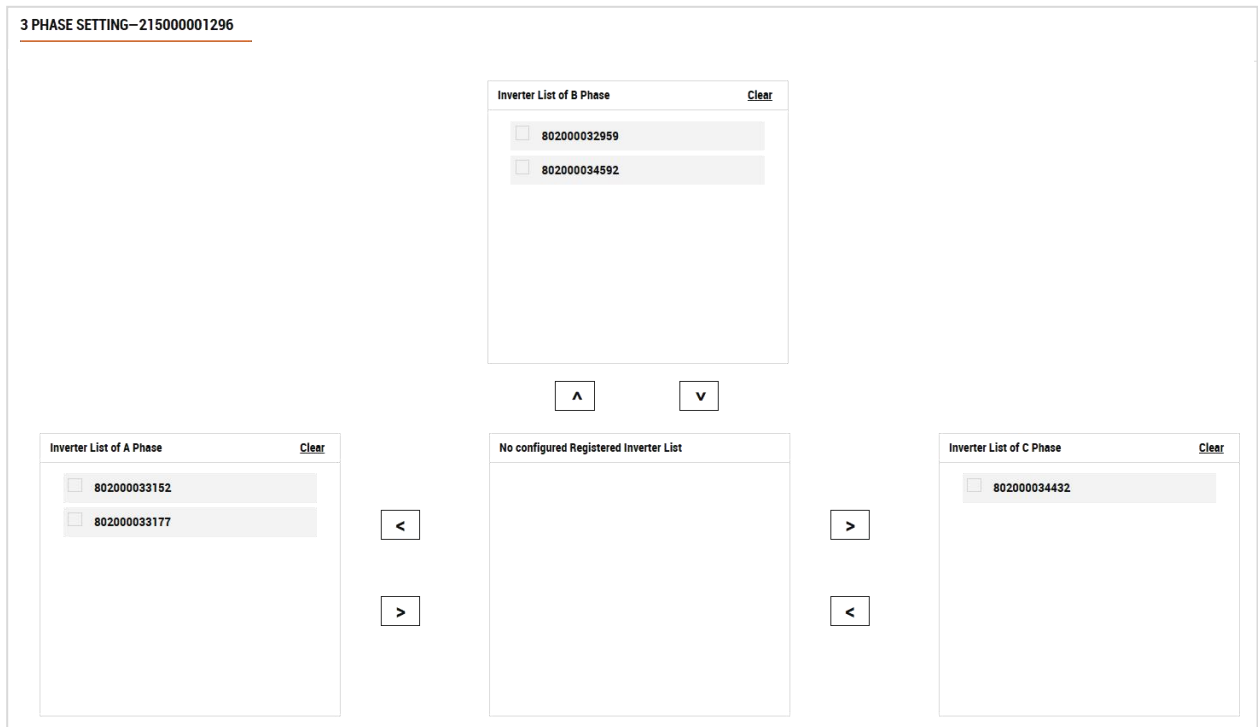 3 PHASE SETTING—215000001296
Inverter List of B Phase Clear
802000032959
802000034592
ʌ v
Inverter List of A Phase Clear
802000033152
802000033177
<
>
No configured Registered Inverter List
>
<
Inverter List of C Phase Clear
802000034432